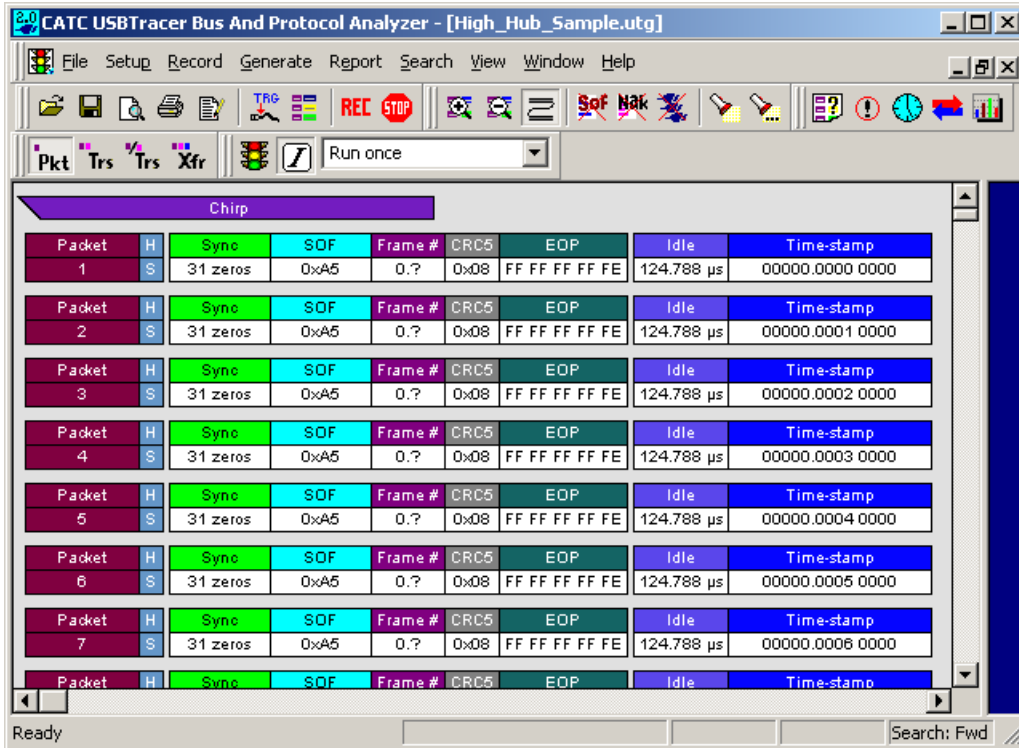 2.0 CATC USBTracer Bus And Protocol Analyzer - [High_Hub_Sample.utg]
File Setup Record Generate Report Search View Window Help
TRG REC STOP SOF Nak
Pkt Trs Trs Xfr I Run once
Chirp
Packet H Sync SOF Frame # CRC5 EOP Idle Time-stamp
1 S 31 zeros 0xA5 0.? 0x08 FF FF FF FF FE 124.788 µs 00000.0000 0000
Packet H Sync SOF Frame # CRC5 EOP Idle Time-stamp
2 S 31 zeros 0xA5 0.? 0x08 FF FF FF FF FE 124.788 µs 00000.0001 0000
Packet H Sync SOF Frame # CRC5 EOP Idle Time-stamp
3 S 31 zeros 0xA5 0.? 0x08 FF FF FF FF FE 124.788 µs 00000.0002 0000
Packet H Sync SOF Frame # CRC5 EOP Idle Time-stamp
4 S 31 zeros 0xA5 0.? 0x08 FF FF FF FF FE 124.788 µs 00000.0003 0000
Packet H Sync SOF Frame # CRC5 EOP Idle Time-stamp
5 S 31 zeros 0xA5 0.? 0x08 FF FF FF FF FE 124.788 µs 00000.0004 0000
Packet H Sync SOF Frame # CRC5 EOP Idle Time-stamp
6 S 31 zeros 0xA5 0.? 0x08 FF FF FF FF FE 124.788 µs 00000.0005 0000
Packet H Sync SOF Frame # CRC5 EOP Idle Time-stamp
7 S 31 zeros 0xA5 0.? 0x08 FF FF FF FF FE 124.788 µs 00000.0006 0000
Packet H Sync SOF Frame # CRC5 EOP Idle Time-stamp
Ready Search: Fwd